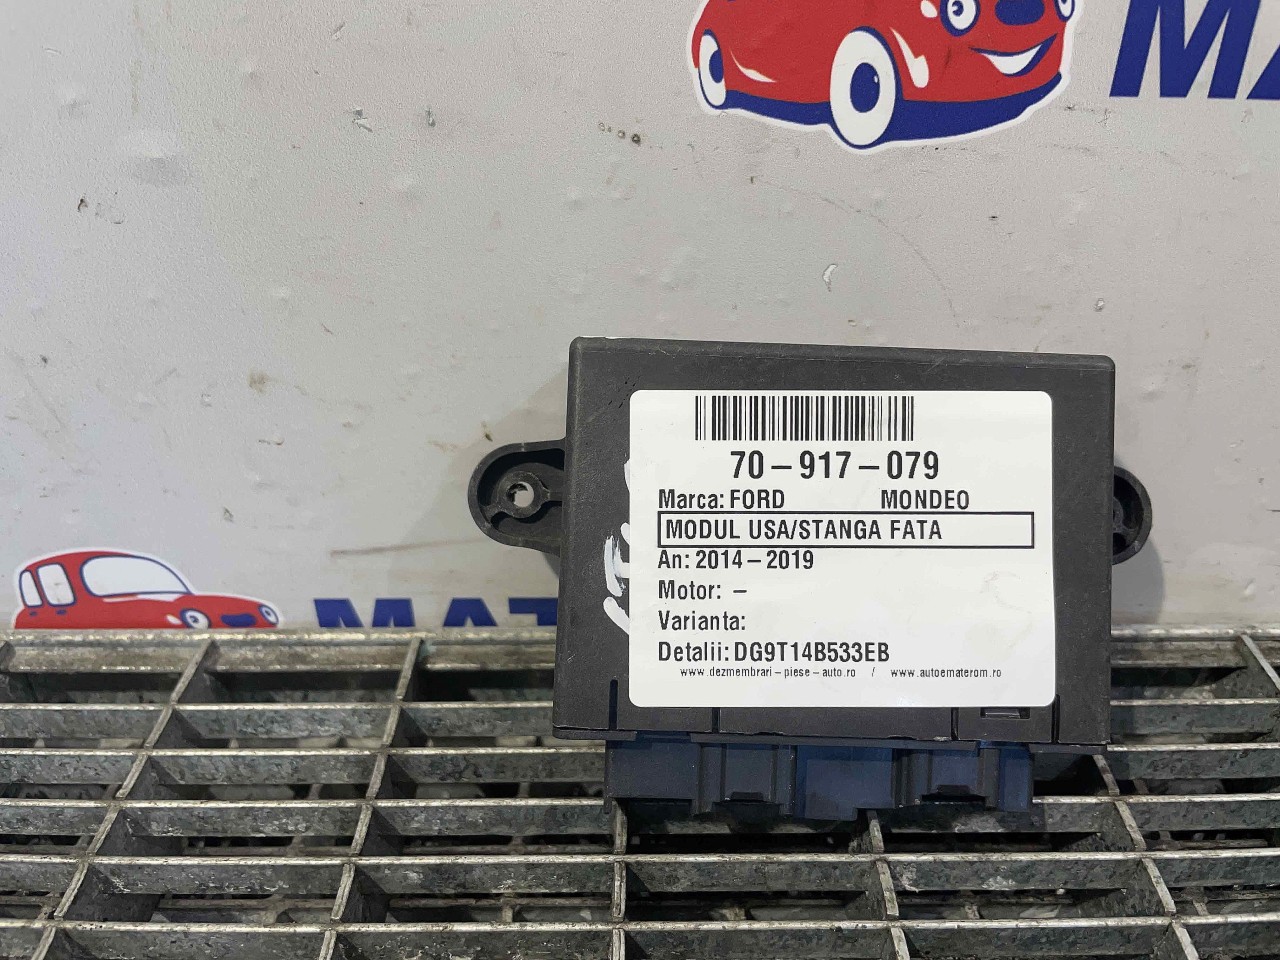 MA
MAT
70-917-079
Marca: FORD MONDEO
MODUL USA/STANGA FATA
An: 2014-2019
Motor: -
Varianta:
Detalii: DG9T14B533EB
www.dezmembrari-piese-auto.ro / www.autoematerom.ro